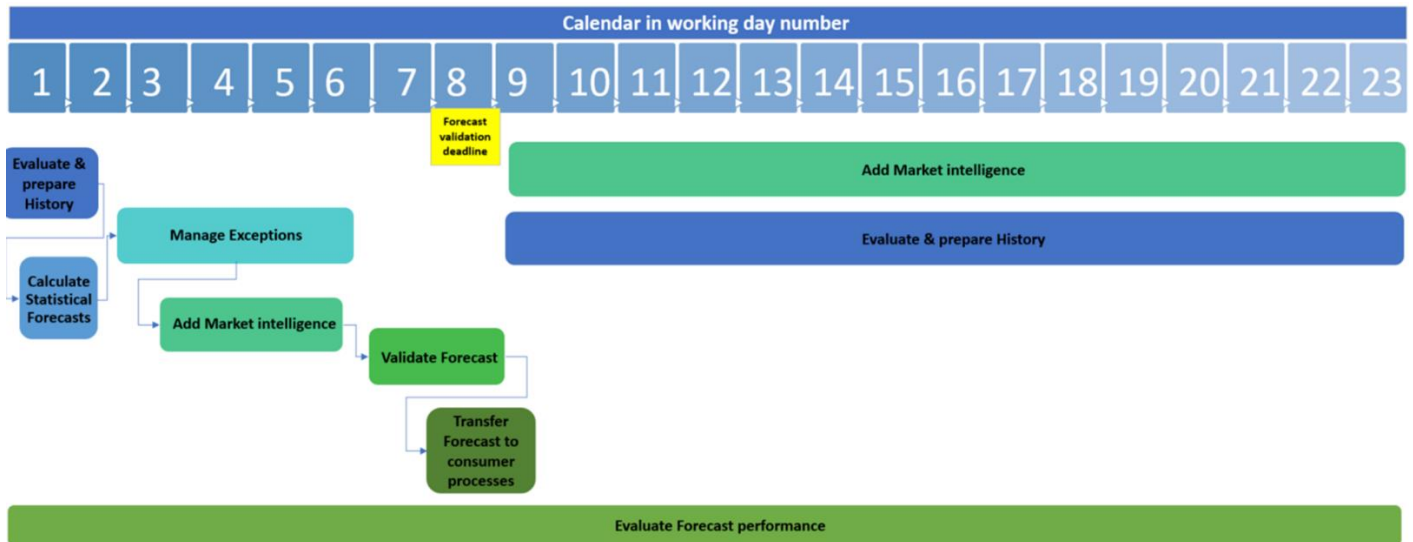 Calendar in working day number
1 2 3 4 5 6 7 8 9 10 11 12 13 14 15 16 17 18 19 20 21 22 23
Forecast
validation
deadline
Evaluate &
prepare
History
Add Market intelligence
Manage Exceptions
Evaluate & prepare History
Calculate
Statistical
Forecasts
Add Market intelligence
Validate Forecast
Transfer
Forecast to
consumer
processes
Evaluate Forecast performance